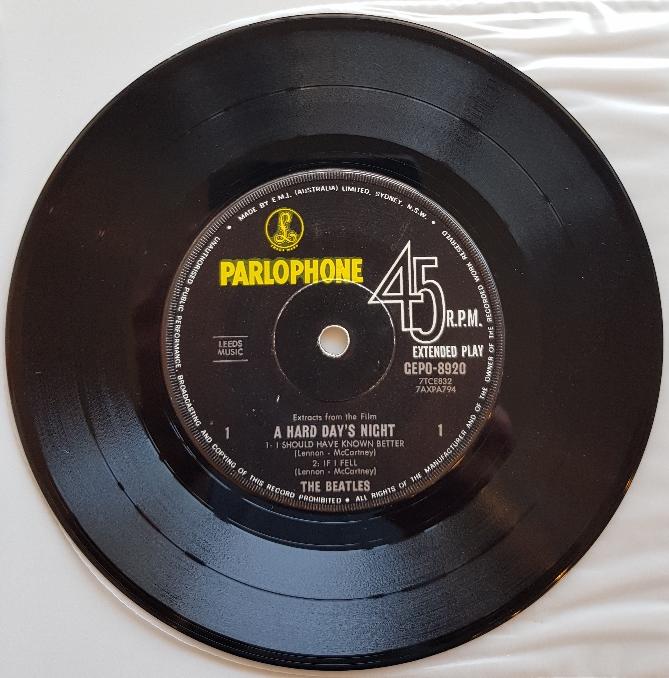 MADE BY E.M.I. (AUSTRALIA) LIMITED, SYDNEY, N.S.W. •
£
PARLOPHONE
45
R.P.M.
EXTENDED PLAY
GEPO-8920
7TCE832
7AXPA794
LEEDS
MUSIC
Extracts from the Film
1 A HARD DAY'S NIGHT 1
1- I SHOULD HAVE KNOWN BETTER
(Lennon - McCartney)
2: IF I FELL
(Lennon - McCartney)
THE BEATLES
• UNAUTHORISED PUBLIC PERFORMANCE, BROADCASTING AND COPYING OF THIS RECORD PROHIBITED • ALL RIGHTS OF THE MANUFACTURER AND OF THE OWNER OF THE RECORDED WORK RESERVED